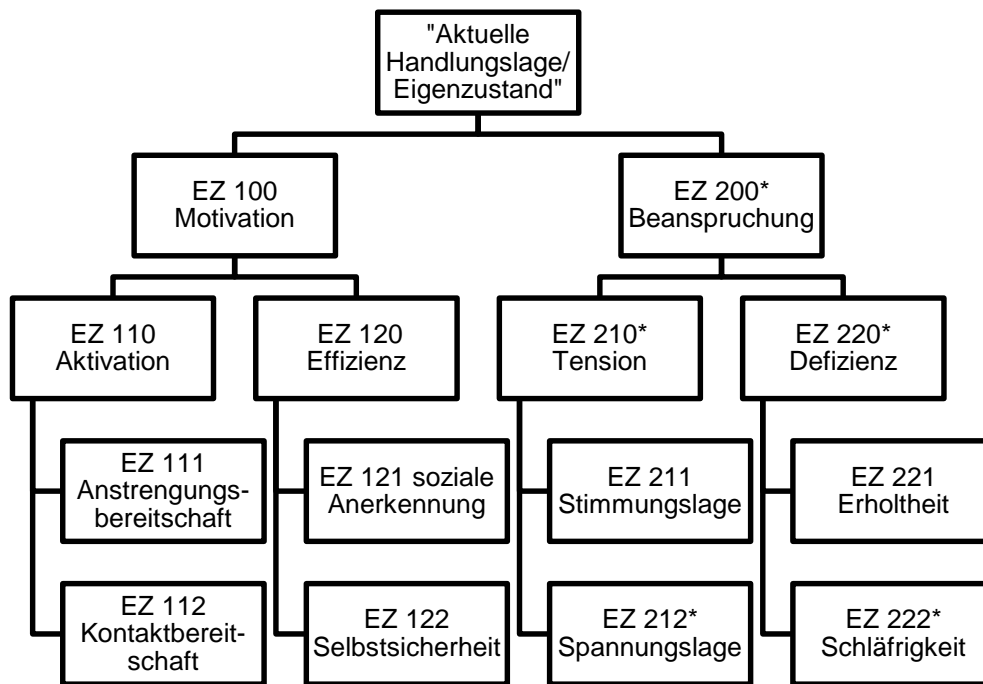 "Aktuelle
Handlungslage/
Eigenzustand"
EZ 100
Motivation
EZ 200*
Beanspruchung
EZ 110
Aktivation
EZ 120
Effizienz
EZ 210*
Tension
EZ 220*
Defizienz
EZ 111
Anstrengungs-
bereitschaft
EZ 121 soziale
Anerkennung
EZ 211
Stimmungslage
EZ 221
Erholtheit
EZ 112
Kontaktbereit-
schaft
EZ 122
Selbstsicherheit
EZ 212*
Spannungslage
EZ 222*
Schläfrigkeit